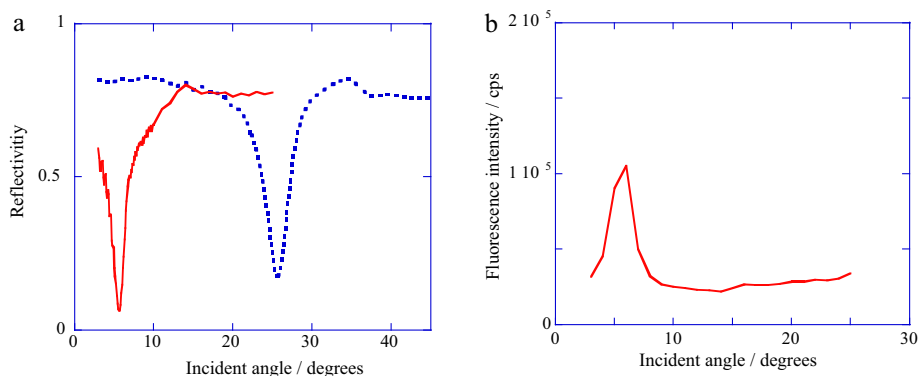 a
1
0.5
0
Reflectivitiy
0
10
20
30
40
Incident angle / degrees
b
2 10 5
1 10 5
0
Fluorescence intensity / cps
0
10
20
30
Incident angle / degrees